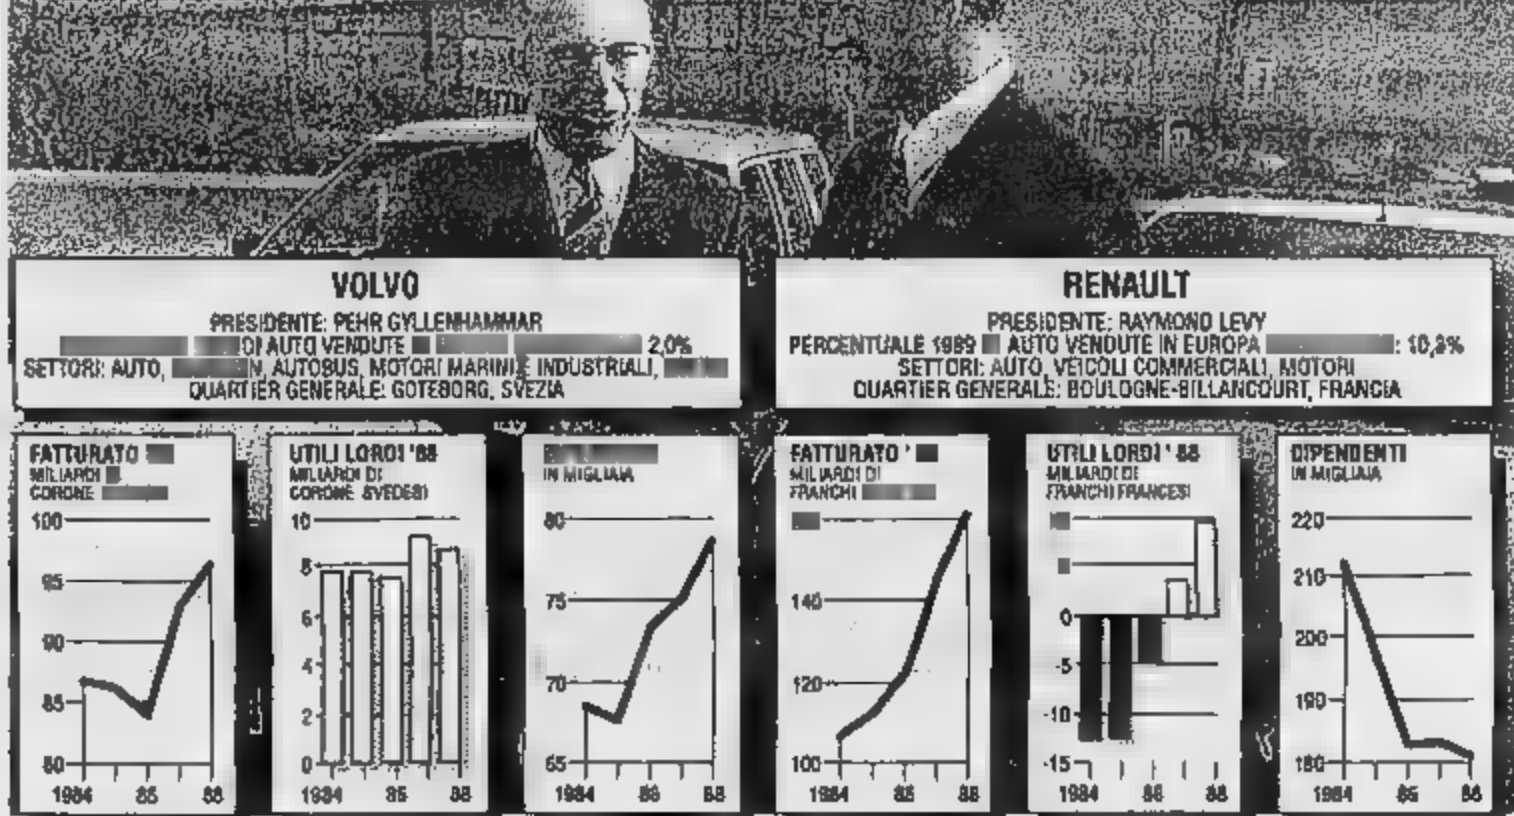 VOLVO
PRESIDENTE: PEHR GYLLENHAMMAR
DI AUTO VENDUTE 2,0%
SETTORI: AUTO, AUTOBUS, MOTORI MARINI E INDUSTRIALI,
QUARTIER GENERALE: GOTEBORG, SVEZIA
RENAULT
PRESIDENTE: RAYMOND LEVY
PERCENTUALE 1989 AUTO VENDUTE IN EUROPA : 10,3%
SETTORI: AUTO, VEICOLI COMMERCIALI, MOTORI
QUARTIER GENERALE: BOULOGNE-BILLANCOURT, FRANCIA
FATTURATO
MILIARDI
CORONE
100
95
90
85
80
1984 86 88
UTILI LORDI '88
MILIARDI DI
CORONE SVEDESI
10
8
6
4
2
0
1984 86 88
IN MIGLIAIA
80
75
70
65
1984 86 88
FATTURATO '
MILIARDI DI
FRANCHI
140
120
100
1984 86 88
UTILI LORDI '88
MILIARDI DI
FRANCHI FRANCESI
0
-5
-10
-15
1984 86 88
DIPENDENTI
IN MIGLIAIA
220
210
200
190
180
1984 86 88